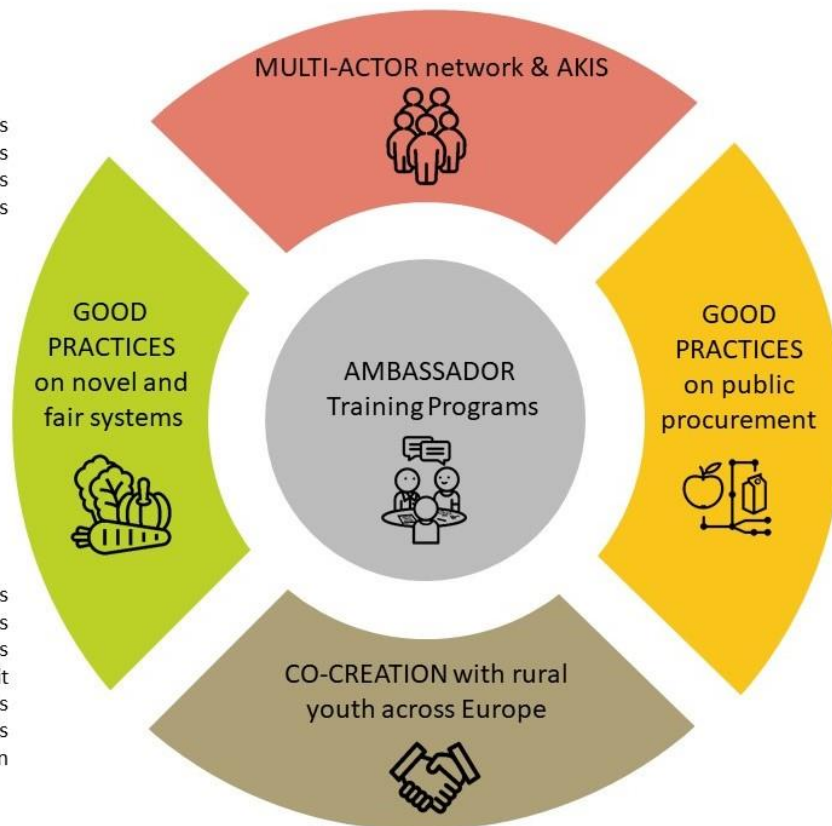 MULTI-ACTOR network & AKIS
GOOD
PRACTICES
on novel and
fair systems
AMBASSADOR
Training Programs
GOOD
PRACTICES
on public
procurement
CO-CREATION with rural
youth across Europe